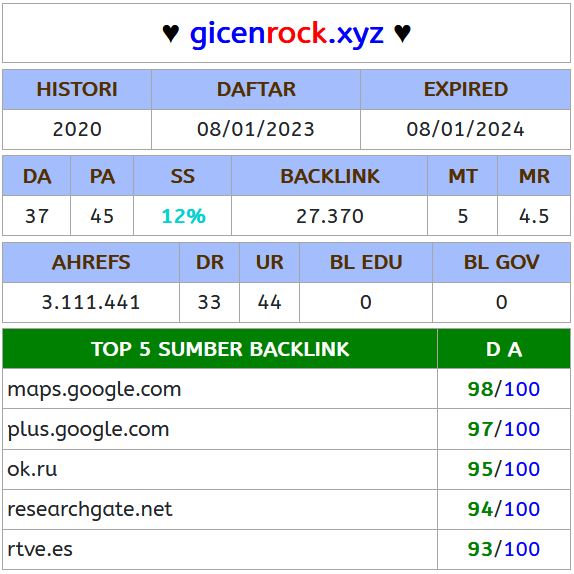 ♥ gicenrock.xyz ♥
HISTORI DAFTAR EXPIRED
2020 08/01/2023 08/01/2024
DA PA SS BACKLINK MT MR
37 45 12% 27.370 5 4.5
AHREFS DR UR BL EDU BL GOV
3.111.441 33 44 0 0
TOP 5 SUMBER BACKLINK D A
maps.google.com 98/100
plus.google.com 97/100
ok.ru 95/100
researchgate.net 94/100
rtve.es 93/100